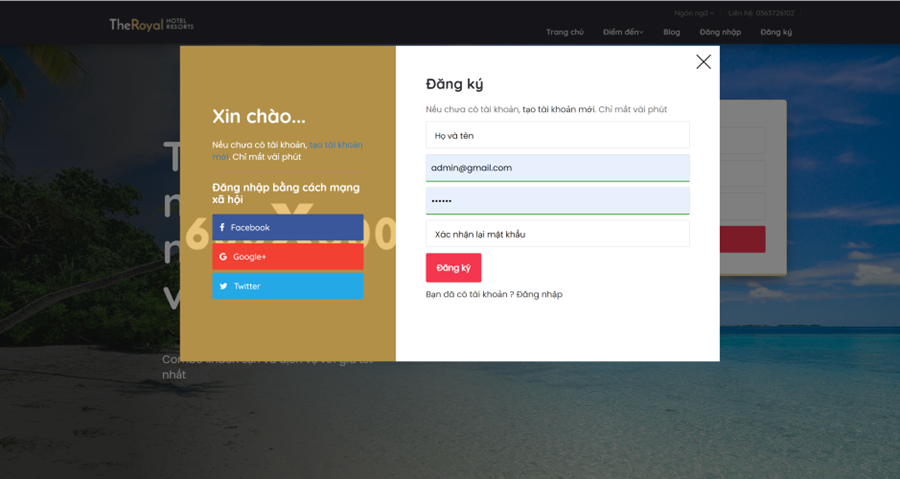 TheRoyal HOTEL RESORTS
Ngôn ngữ
Liên hệ: 0363726102
Trang chủ
Điểm đến
Blog
Đăng nhập
Đăng ký
Xin chào...
Nếu chưa có tài khoản, tạo tài khoản
mới. Chỉ mất vài phút
Đăng nhập bằng cách mạng
xã hội
Facebook
Google+
Twitter
Đăng ký
Nếu chưa có tài khoản, tạo tài khoản mới. Chỉ mất vài phút
Họ và tên
admin@gmail.com
••••••
Xác nhận lại mật khẩu
Đăng ký
Bạn đã có tài khoản ? Đăng nhập
nhất